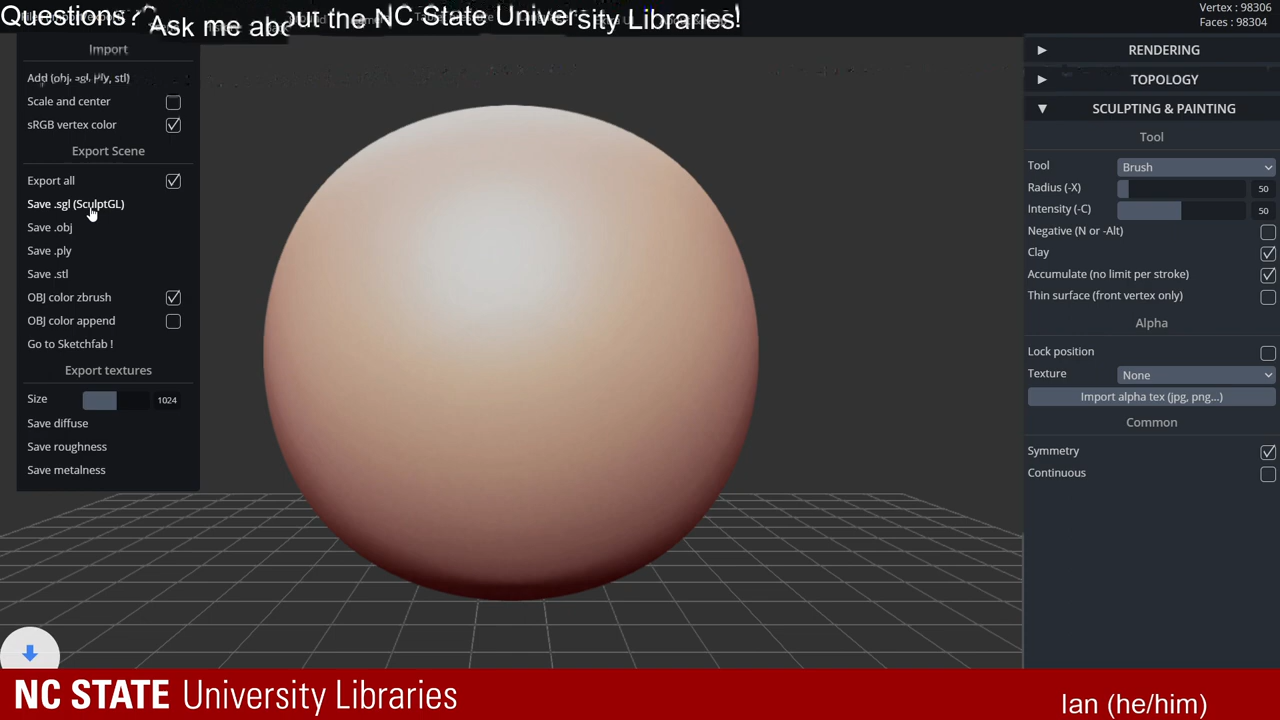 Questions? Ask me about the NC State University Libraries!
Import
Add (obj, sgl, ply, stl)
Scale and center
sRGB vertex color
Export Scene
Export all
Save .sgl (SculptGL)
Save .obj
Save .ply
Save .stl
OBJ color zbrush
OBJ color append
Go to Sketchfab !
Export textures
Size 1024
Save diffuse
Save roughness
Save metalness
Vertex : 98306
Faces : 98304
RENDERING
TOPOLOGY
SCULPTING & PAINTING
Tool
Tool Brush
Radius (-X) 50
Intensity (-C) 50
Negative (N or -Alt)
Clay
Accumulate (no limit per stroke)
Thin surface (front vertex only)
Alpha
Lock position
Texture None
Import alpha tex (jpg, png...)
Common
Symmetry
Continuous
NC STATE University Libraries
Ian (he/him)